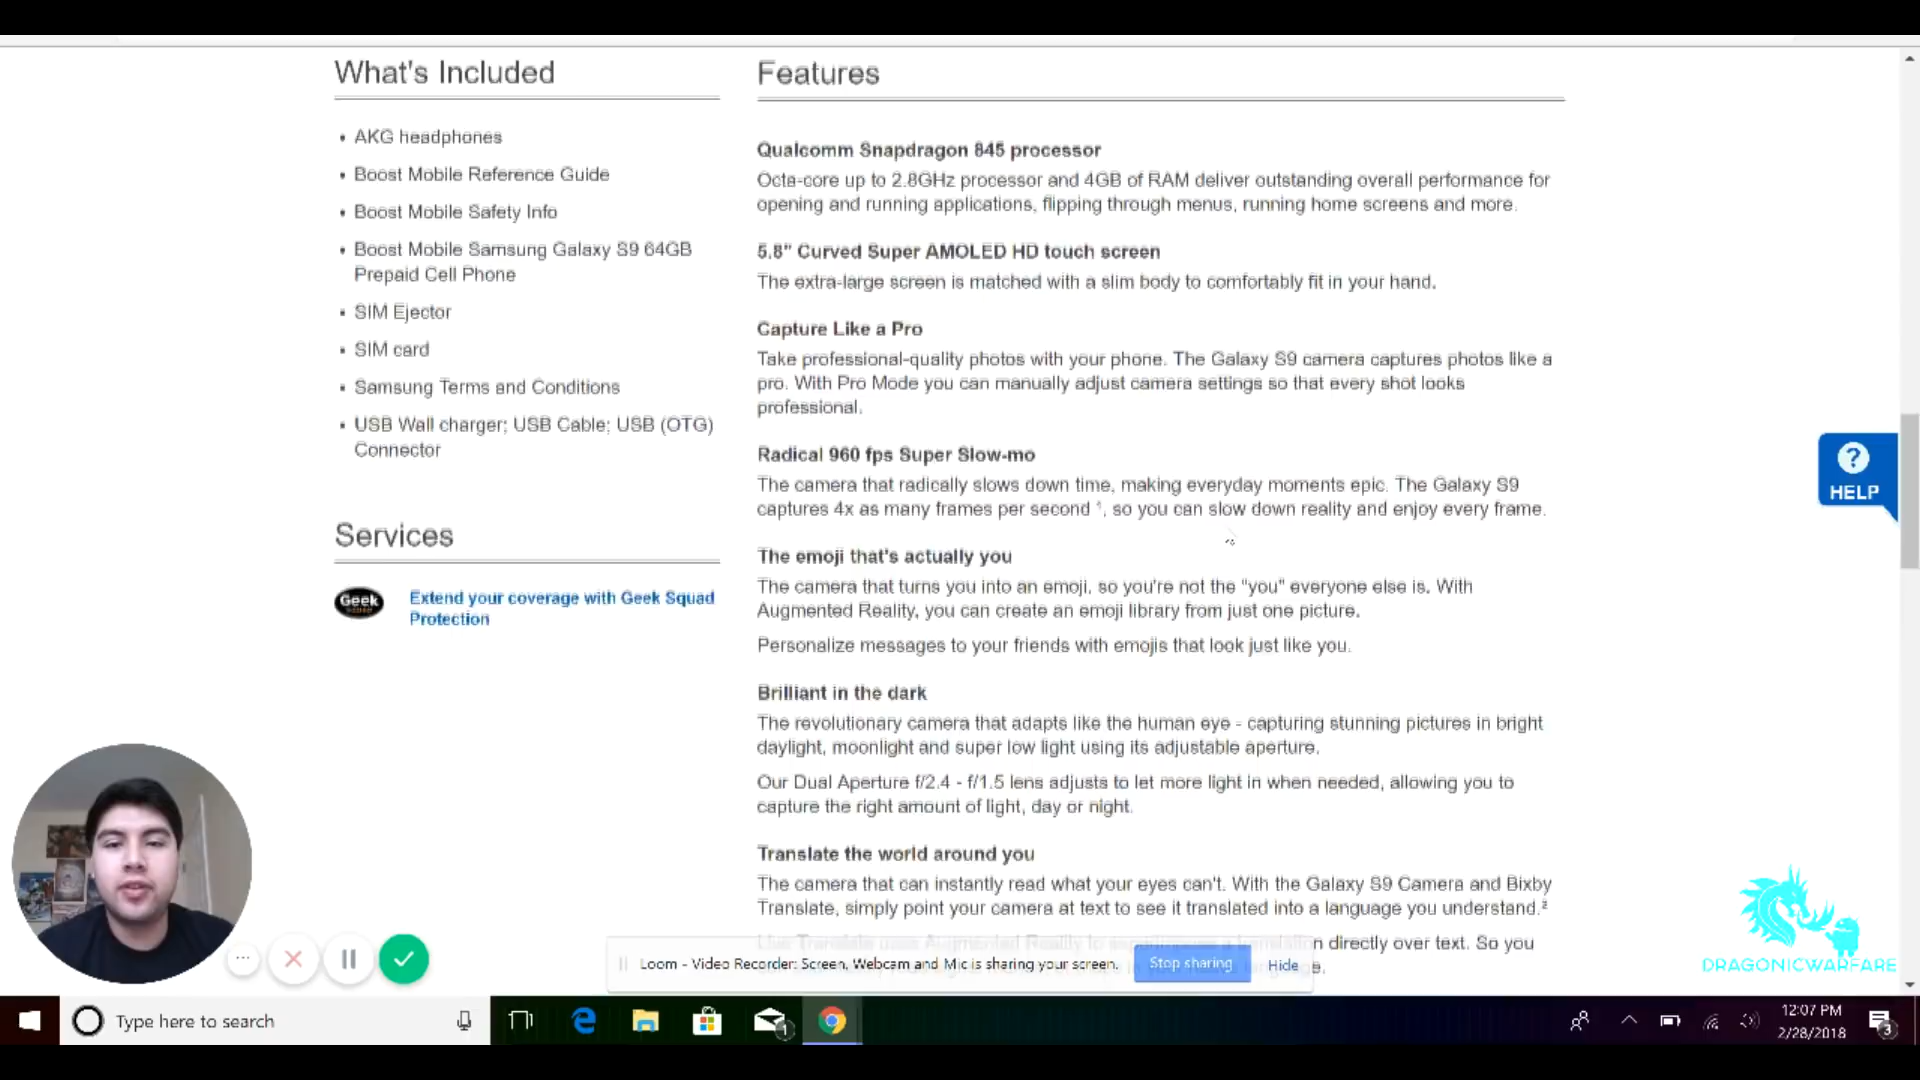 What's Included
AKG headphones
Boost Mobile Reference Guide
Boost Mobile Safety Info
Boost Mobile Samsung Galaxy S9 64GB
Prepaid Cell Phone
SIM Ejector
SIM card
Samsung Terms and Conditions
USB Wall charger; USB Cable; USB (OTG)
Connector
Services
Geek
Extend your coverage with Geek Squad
Protection
Features
Qualcomm Snapdragon 845 processor
Octa-core up to 2.8GHz processor and 4GB of RAM deliver outstanding overall performance for
opening and running applications, flipping through menus, running home screens and more.
5.8" Curved Super AMOLED HD touch screen
The extra-large screen is matched with a slim body to comfortably fit in your hand.
Capture Like a Pro
Take professional-quality photos with your phone. The Galaxy S9 camera captures photos like a
pro. With Pro Mode you can manually adjust camera settings so that every shot looks
professional.
Radical 960 fps Super Slow-mo
The camera that radically slows down time, making everyday moments epic. The Galaxy S9
captures 4x as many frames per second ¹, so you can slow down reality and enjoy every frame.
The emoji that's actually you
The camera that turns you into an emoji, so you're not the "you" everyone else is. With
Augmented Reality, you can create an emoji library from just one picture.
Personalize messages to your friends with emojis that look just like you.
Brilliant in the dark
The revolutionary camera that adapts like the human eye - capturing stunning pictures in bright
daylight, moonlight and super low light using its adjustable aperture.
Our Dual Aperture f/2.4 - f/1.5 lens adjusts to let more light in when needed, allowing you to
capture the right amount of light, day or night.
Translate the world around you
The camera that can instantly read what your eyes can't. With the Galaxy S9 Camera and Bixby
Translate, simply point your camera at text to see it translated into a language you understand.²
directly over text. So you
? HELP
Loom - Video Recorder: Screen, Webcam and Mic is sharing your screen.
Stop sharing
Hide
DRAGONICWARFARE
Type here to search
1
12:07 PM
2/28/2018
3